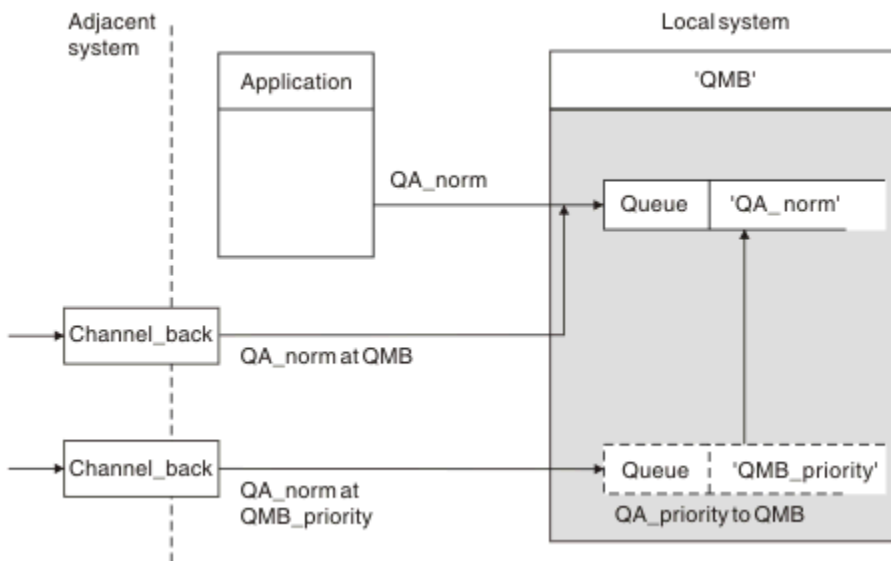 Adjacent
system
Local system
Application
'QMB'
QA_norm
Queue
'QA_norm'
Channel_back
QA_norm at QMB
Channel_back
QA_norm at
QMB_priority
Queue
'QMB_priority'
QA_priority to QMB